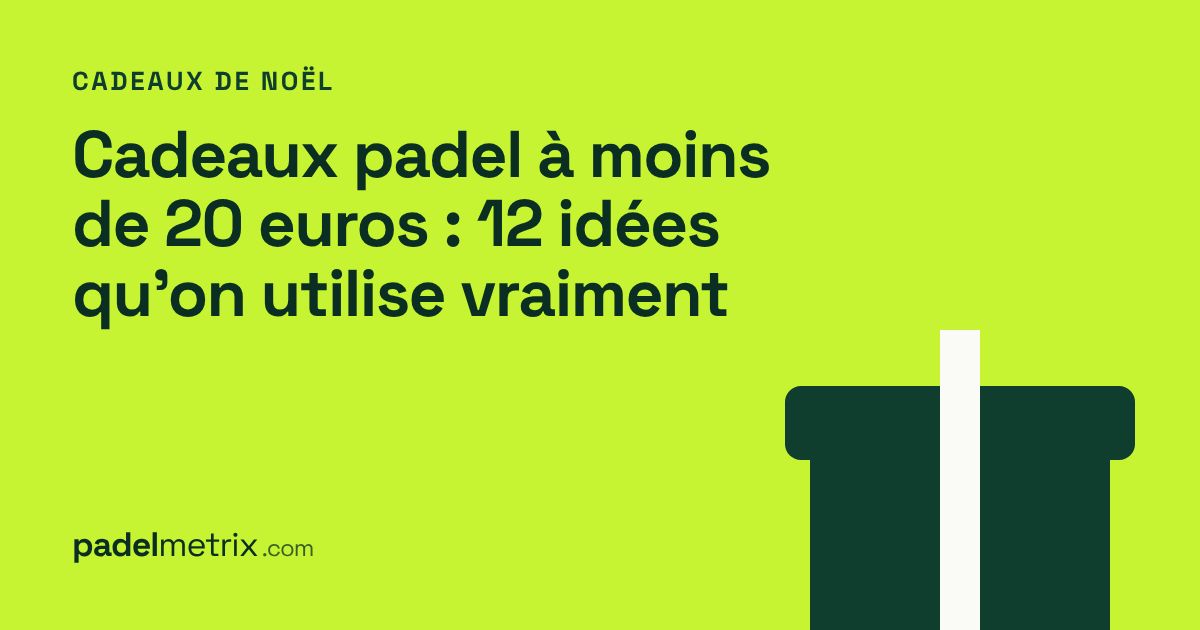 CADEAUX DE NOËL
Cadeaux padel à moins
de 20 euros : 12 idées
qu’on utilise vraiment
padelmetrix.com